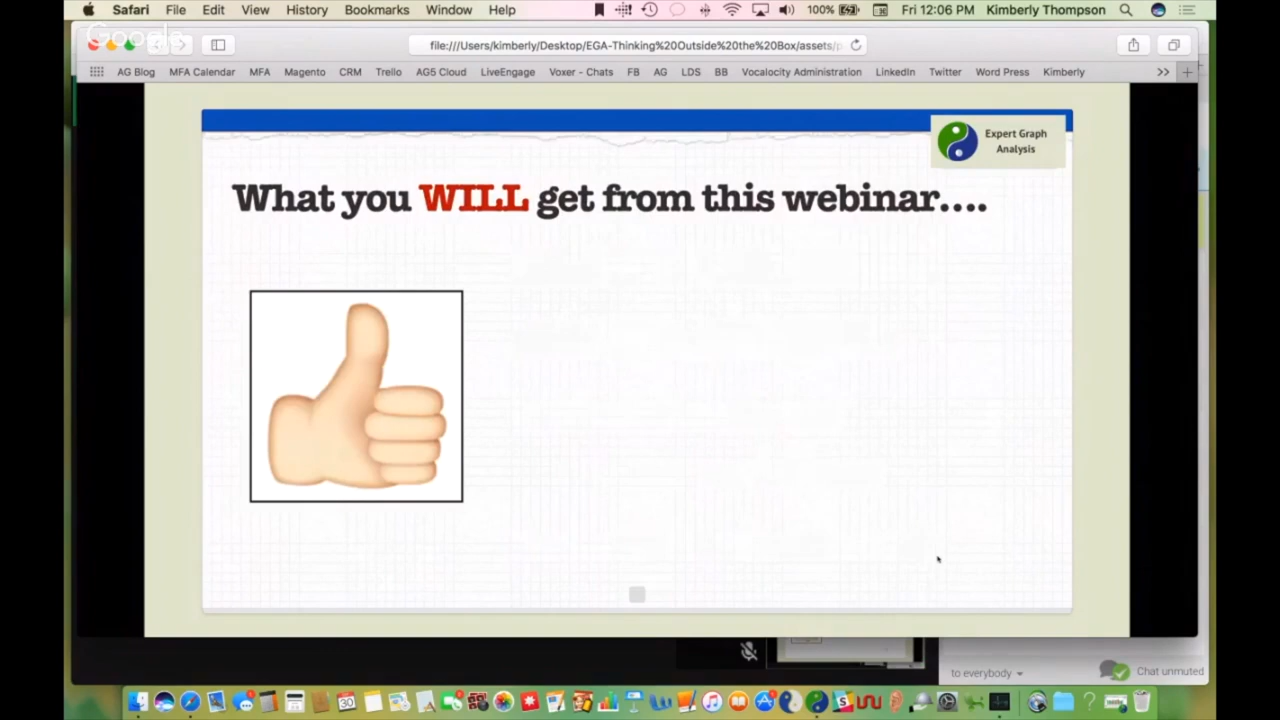 Safari File Edit View History Bookmarks Window Help 100% Fri 12:06 PM Kimberly Thompson
Google
file:///Users/kimberly/Desktop/EGA-Thinking%20Outside%20the%20Box/assets/p
AG Blog MFA Calendar MFA Magento CRM Trello AG5 Cloud LiveEngage Voxer - Chats FB AG LDS BB Vocalocity Administration LinkedIn Twitter Word Press Kimberly
Expert Graph
Analysis
What you WILL get from this webinar....
to everybody Chat unmuted
30